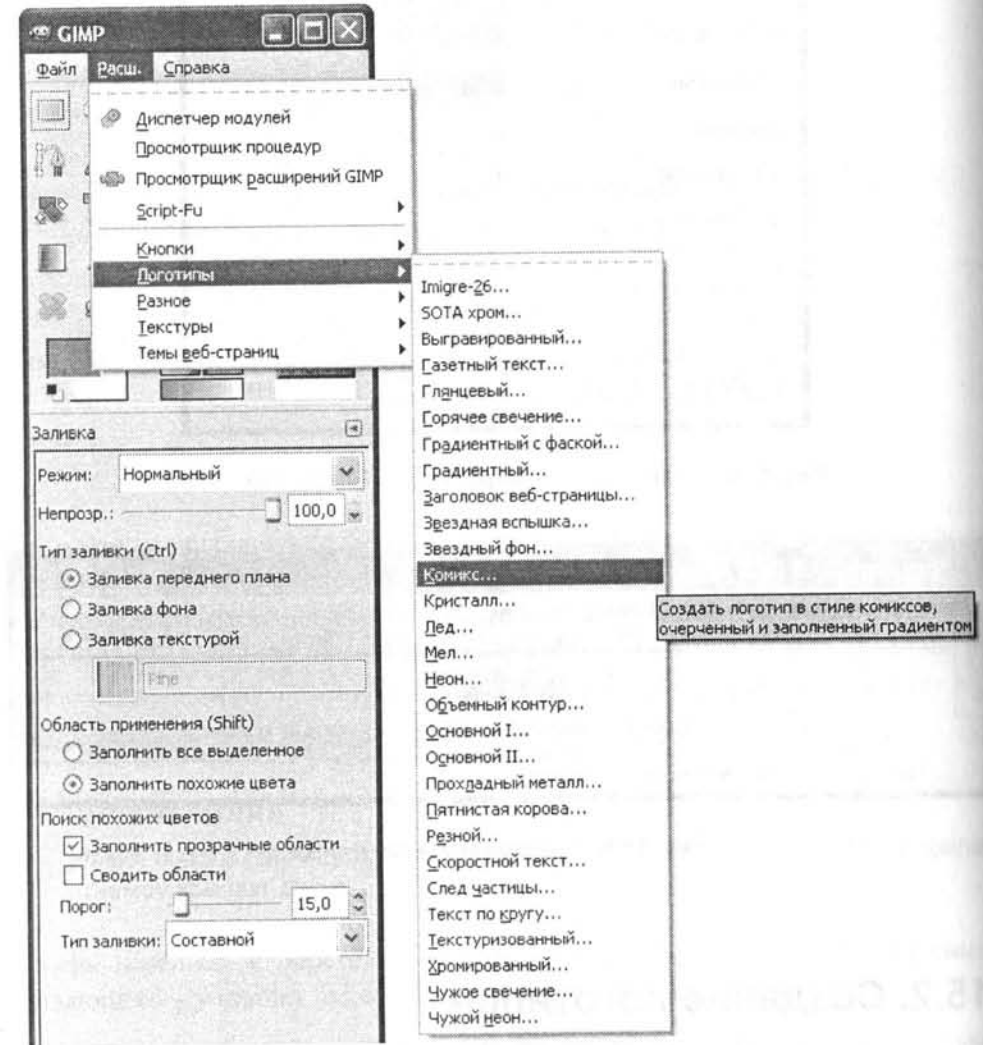 GIMP
Файл Расш. Справка
Диспетчер модулей
Просмотрщик процедур
Просмотрщик расширений GIMP
Script-Fu
Кнопки
Логотипы
Разное
Текстуры
Темы веб-страниц
Imigre-26...
SOTA хром...
Выгравированный...
Газетный текст...
Глянцевый...
Горячее свечение...
Градиентный с фаской...
Градиентный...
Заголовок веб-страницы...
Звездная вспышка...
Звездный фон...
Комикс...
Кристалл...
Лед...
Мел...
Неон...
Объемный контур...
Основной I...
Основной II...
Прохладный металл...
Пятнистая корова...
Резной...
Скоростной текст...
След частицы...
Текст по кругу...
Текстуризованный...
Хромированный...
Чужое свечение...
Чужой неон...
Создать логотип в стиле комиксов,
очерченный и заполненный градиентом
Заливка
Режим: Нормальный
Непрозр.: 100,0
Тип заливки (Ctrl)
Заливка переднего плана
Заливка фона
Заливка текстурой
Fine
Область применения (Shift)
Заполнить все выделенное
Заполнить похожие цвета
Поиск похожих цветов
Заполнить прозрачные области
Сводить области
Порог: 15,0
Тип заливки: Составной